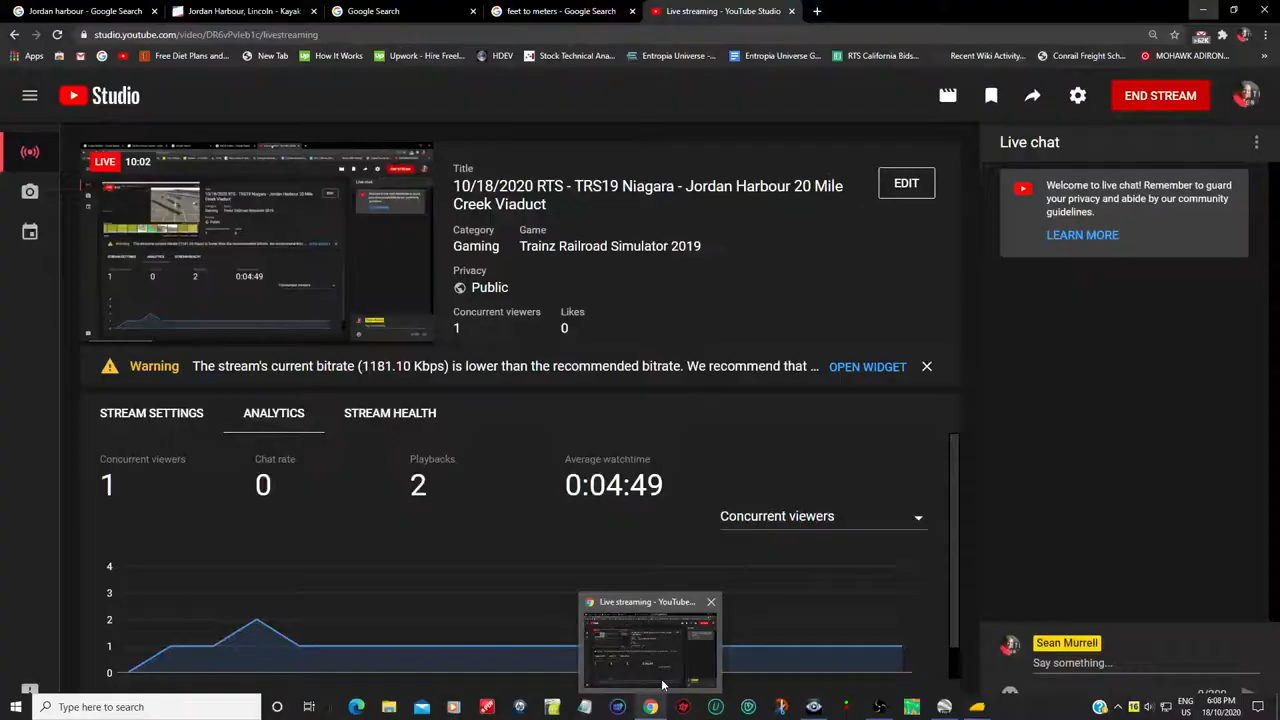 Jordan harbour - Google Search
Jordan Harbour, Lincoln - Kayak
Google Search
feet to meters - Google Search
Live streaming - YouTube Studio
studio.youtube.com/video/DR6vPvIeb1c/livestreaming
Apps
Free Diet Plans and...
New Tab
How It Works
Upwork - Hire Freel...
HDBV
Stock Technical Ana...
Entropia Universe -...
Entropia Universe G...
RTS California Bids...
Recent Wiki Activity...
Conrail Freight Sch...
MOHAWK ADIRON...
Studio
END STREAM
LIVE 10:02
Title
10/18/2020 RTS - TRS19 Niagara - Jordan Harbour 20 Mile
Creek Viaduct
EDIT
Category
Game
Gaming
Trainz Railroad Simulator 2019
Privacy
Public
Concurrent viewers
Likes
1
0
Warning
The stream's current bitrate (1181.10 Kbps) is lower than the recommended bitrate. We recommend that ...
OPEN WIDGET
STREAM SETTINGS
ANALYTICS
STREAM HEALTH
Concurrent viewers
Chat rate
Playbacks
Average watchtime
1
0
2
0:04:49
Concurrent viewers
4
3
2
1
0
Live streaming - YouTube...
Live chat
Welcome to live chat! Remember to guard
your privacy and abide by our community
guidelines.
LEARN MORE
Sean Murrell
Say something...
0/200
Type here to search
ENG
US
6:08 PM
18/10/2020